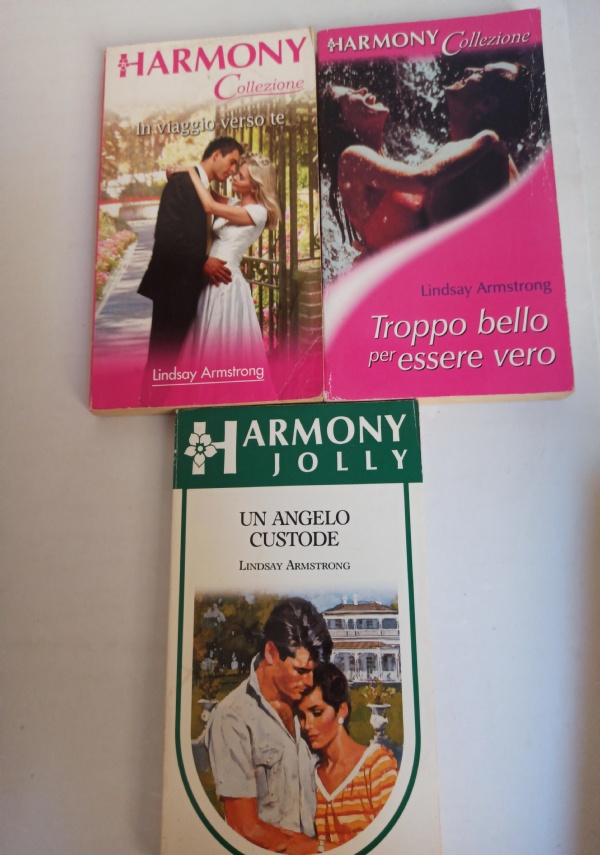 HARMONY
Collezione
In viaggio verso te
Lindsay Armstrong
HARMONY Collezione
Lindsay Armstrong
Troppo bello
per essere vero
HARMONY
JOLLY
UN ANGELO
CUSTODE
LINDSAY ARMSTRONG